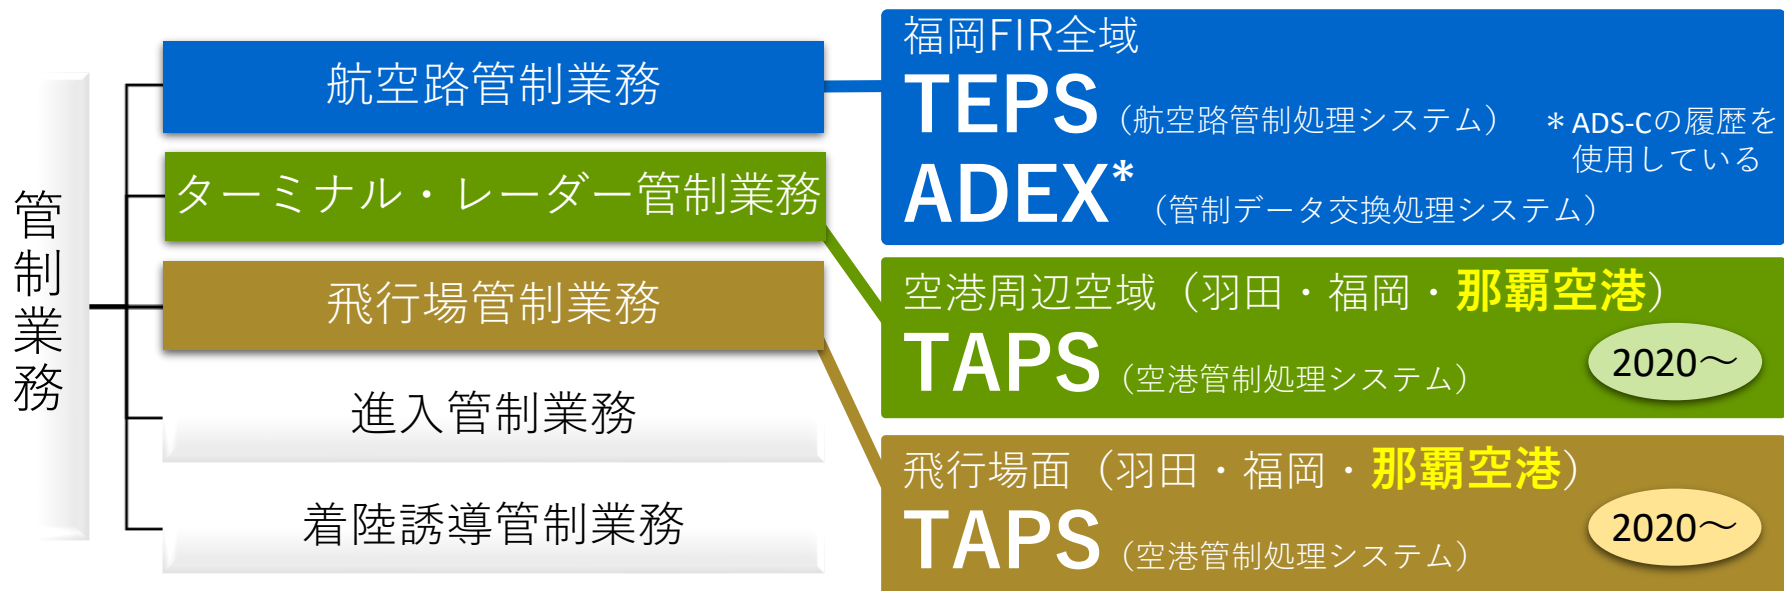 管制業務
航空路管制業務
ターミナル・レーダー管制業務
飛行場管制業務
進入管制業務
着陸誘導管制業務
福岡FIR全域
TEPS（航空路管制処理システム）
＊ADS-Cの履歴を
使用している
ADEX*（管制データ交換処理システム）
空港周辺空域（羽田・福岡・那覇空港）
TAPS（空港管制処理システム）
2020～
飛行場面（羽田・福岡・那覇空港）
TAPS（空港管制処理システム）
2020～